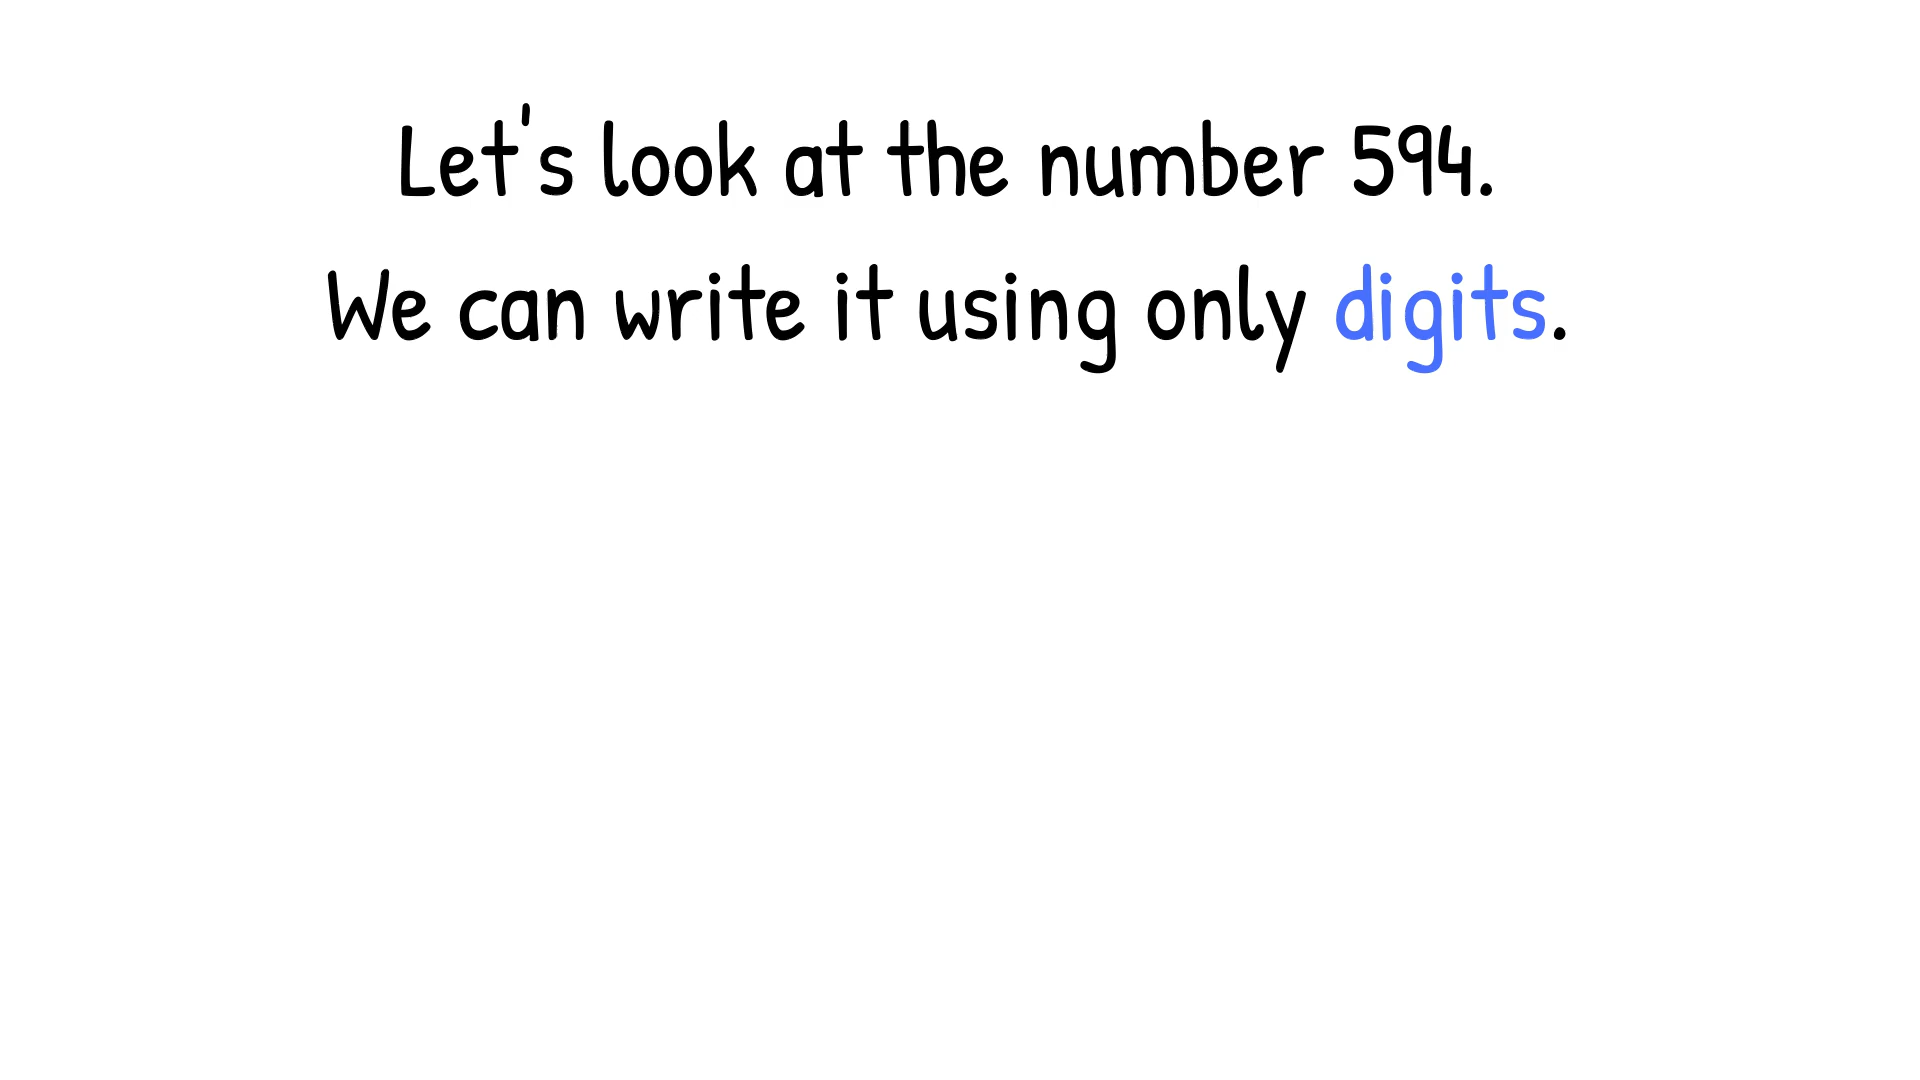 Let's look at the number 594.
We can write it using only digits.